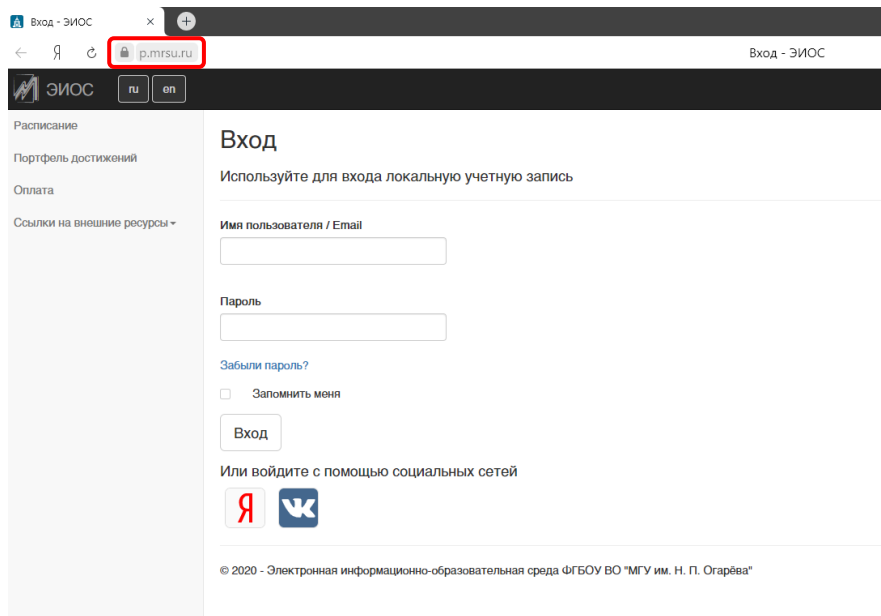 Вход - ЭИОС
p.mrsu.ru
Вход - ЭИОС
ЭИОС
ru
en
Расписание
Портфель достижений
Оплата
Ссылки на внешние ресурсы
Вход
Используйте для входа локальную учетную запись
Имя пользователя / Email
Пароль
Забыли пароль?
Запомнить меня
Вход
Или войдите с помощью социальных сетей
© 2020 - Электронная информационно-образовательная среда ФГБОУ ВО "МГУ им. Н. П. Огарёва"